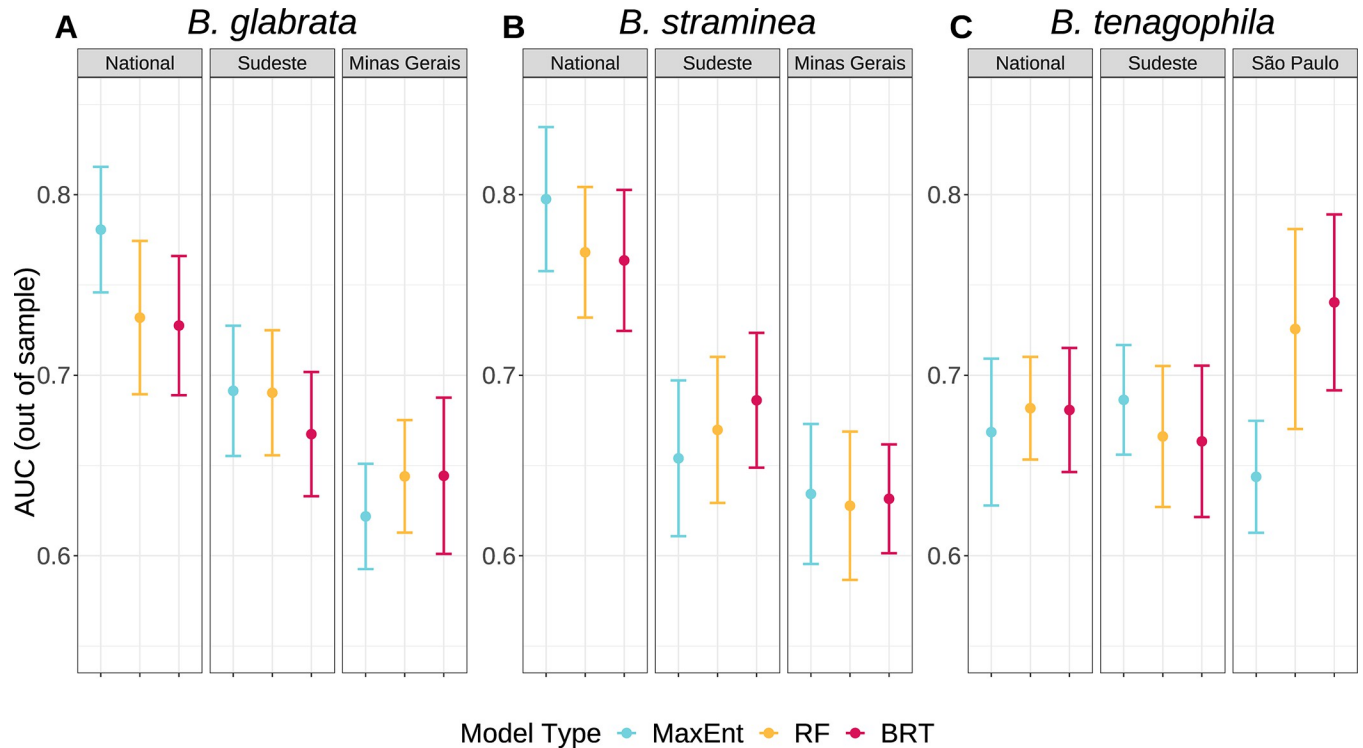 A B. glabrata B B. straminea C B. tenagophila
National Sudeste Minas Gerais National Sudeste Minas Gerais National Sudeste São Paulo
AUC (out of sample)
0.8 0.8 0.8
0.7 0.7 0.7
0.6 0.6 0.6
Model Type MaxEnt RF BRT